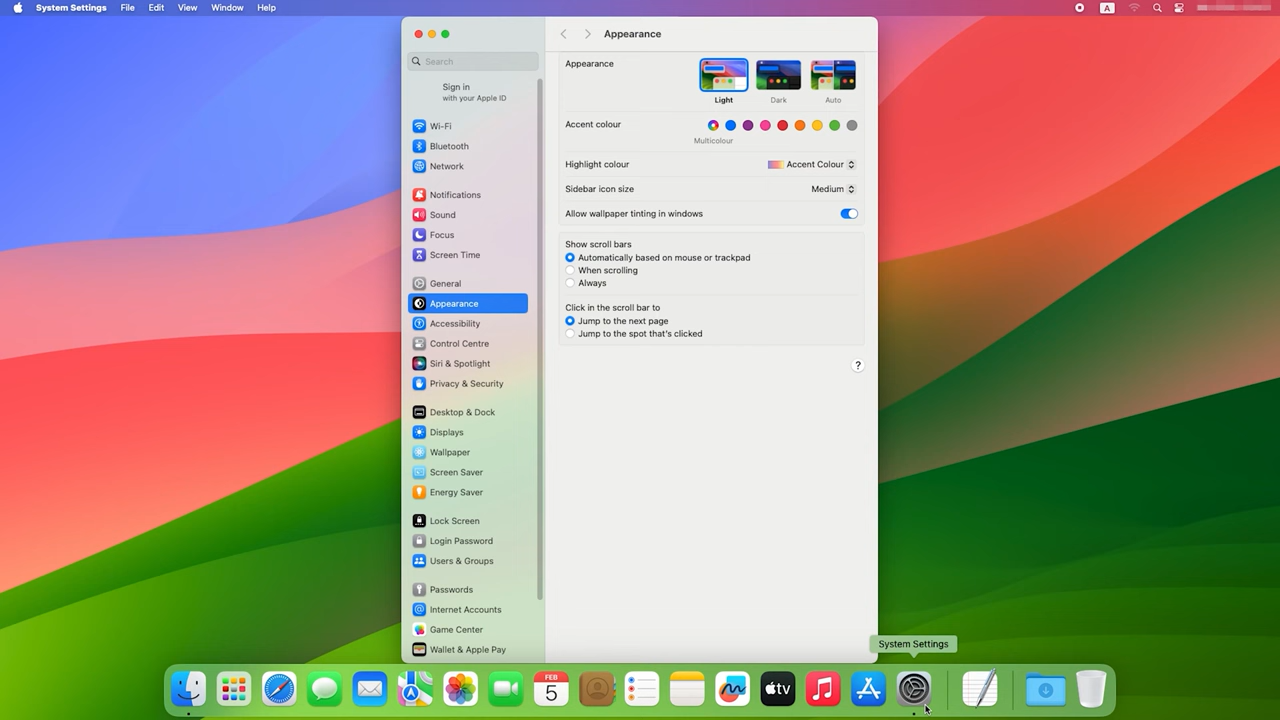 System Settings File Edit View Window Help A
Appearance
Search
Sign in
with your Apple ID
Wi-Fi
Bluetooth
Network
Notifications
Sound
Focus
Screen Time
General
Appearance
Accessibility
Control Centre
Siri & Spotlight
Privacy & Security
Desktop & Dock
Displays
Wallpaper
Screen Saver
Energy Saver
Lock Screen
Login Password
Users & Groups
Passwords
Internet Accounts
Game Center
Wallet & Apple Pay
Appearance
Light Dark Auto
Accent colour
Multicolour
Highlight colour Accent Colour
Sidebar icon size Medium
Allow wallpaper tinting in windows
Show scroll bars
Automatically based on mouse or trackpad
When scrolling
Always
Click in the scroll bar to
Jump to the next page
Jump to the spot that's clicked
?
System Settings
FEB
5
tv